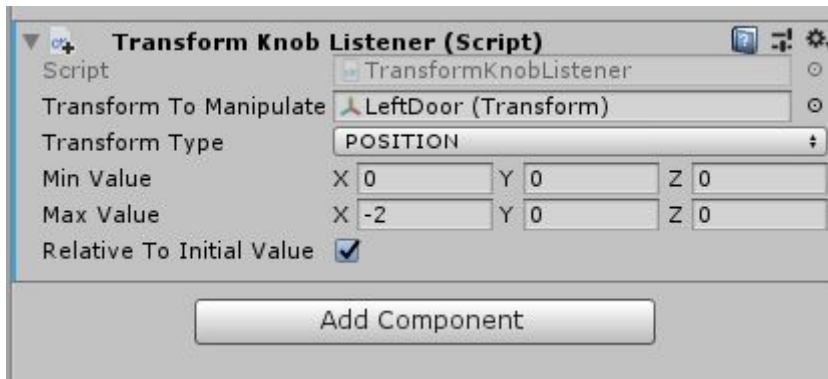 Transform Knob Listener (Script)
Script TransformKnobListener
Transform To Manipulate LeftDoor (Transform)
Transform Type POSITION
Min Value X 0 Y 0 Z 0
Max Value X -2 Y 0 Z 0
Relative To Initial Value
Add Component